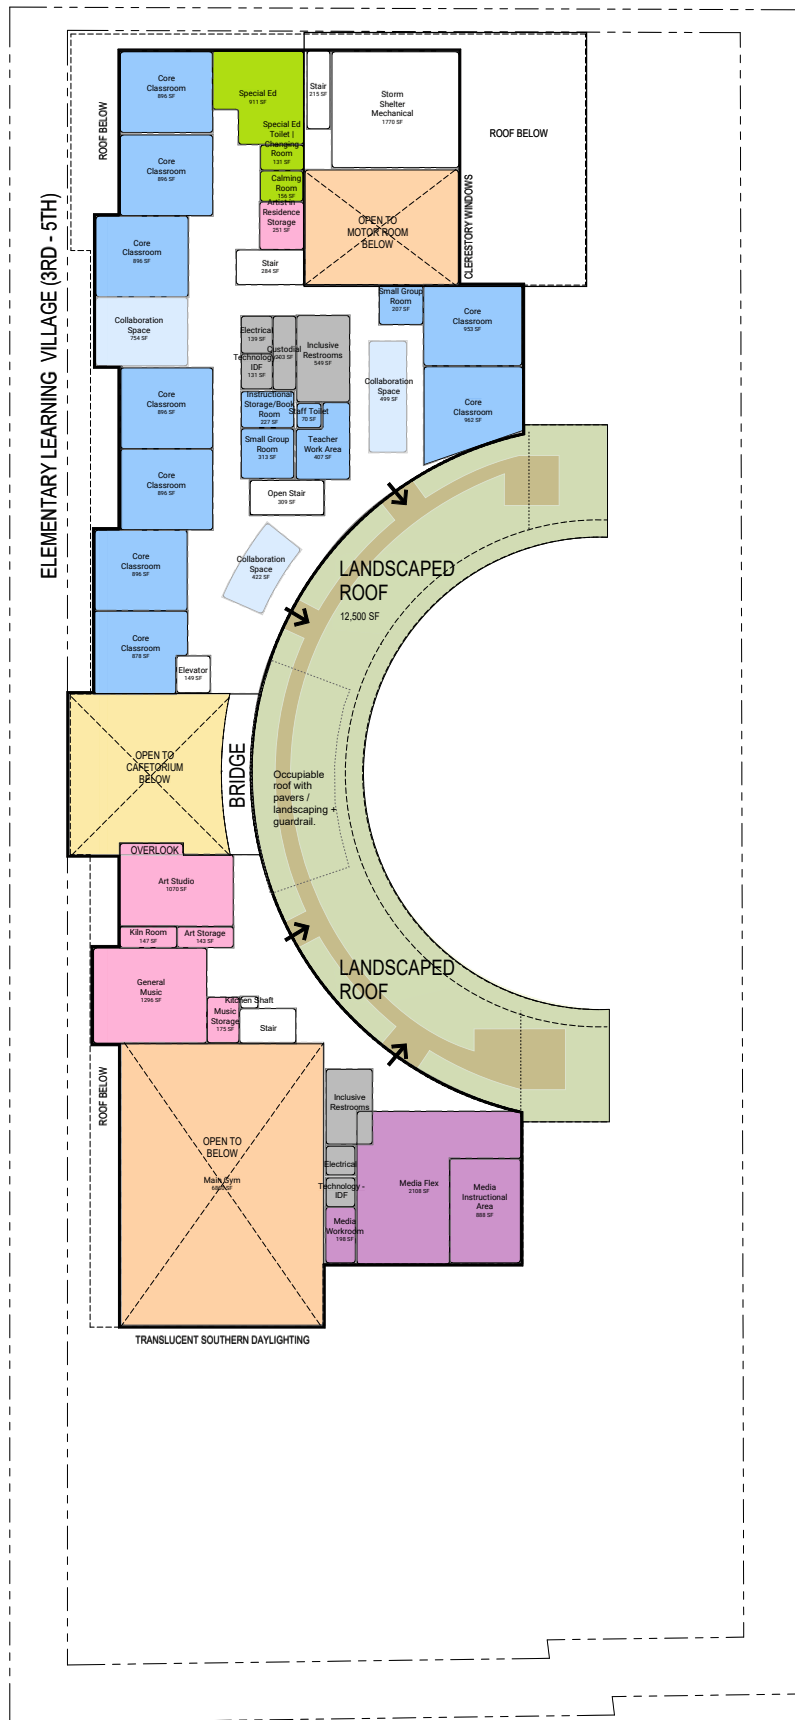 Core
Classroom
896 SF
Special Ed
911 SF
Stair
215 SF
Storm
Shelter
Mechanical
1770 SF
ROOF BELOW
ROOF BELOW
Core
Classroom
896 SF
Special Ed
Toilet |
Changing
Room
131 SF
Calming
Room
156 SF
Artist in
Residence
Storage
251 SF
OPEN TO
MOTOR ROOM
BELOW
CLERESTORY WINDOWS
ELEMENTARY LEARNING VILLAGE (3RD - 5TH)
Core
Classroom
896 SF
Stair
284 SF
Small Group
Room
207 SF
Core
Classroom
953 SF
Collaboration
Space
754 SF
Electrical
139 SF
Custodial
203 SF
Inclusive
Restrooms
549 SF
Technology
IDF
131 SF
Collaboration
Space
499 SF
Core
Classroom
896 SF
Instructional
Storage/Book
Room
227 SF
Staff Toilet
70 SF
Core
Classroom
962 SF
Small Group
Room
313 SF
Teacher
Work Area
407 SF
Core
Classroom
896 SF
Open Stair
309 SF
Core
Classroom
896 SF
Collaboration
Space
422 SF
LANDSCAPED
ROOF
12,500 SF
Core
Classroom
878 SF
Elevator
149 SF
OPEN TO
CAFETORIUM
BELOW
BRIDGE
Occupiable
roof with
pavers /
landscaping +
guardrail.
OVERLOOK
Art Studio
1070 SF
Kiln Room
147 SF
Art Storage
143 SF
LANDSCAPED
ROOF
General
Music
1296 SF
Kitchen Shaft
Music
Storage
175 SF
Stair
ROOF BELOW
Inclusive
Restrooms
OPEN TO
BELOW
Main Gym
Electrical
Technology -
IDF
Media
Workroom
198 SF
Media Flex
2108 SF
Media
Instructional
Area
888 SF
TRANSLUCENT SOUTHERN DAYLIGHTING